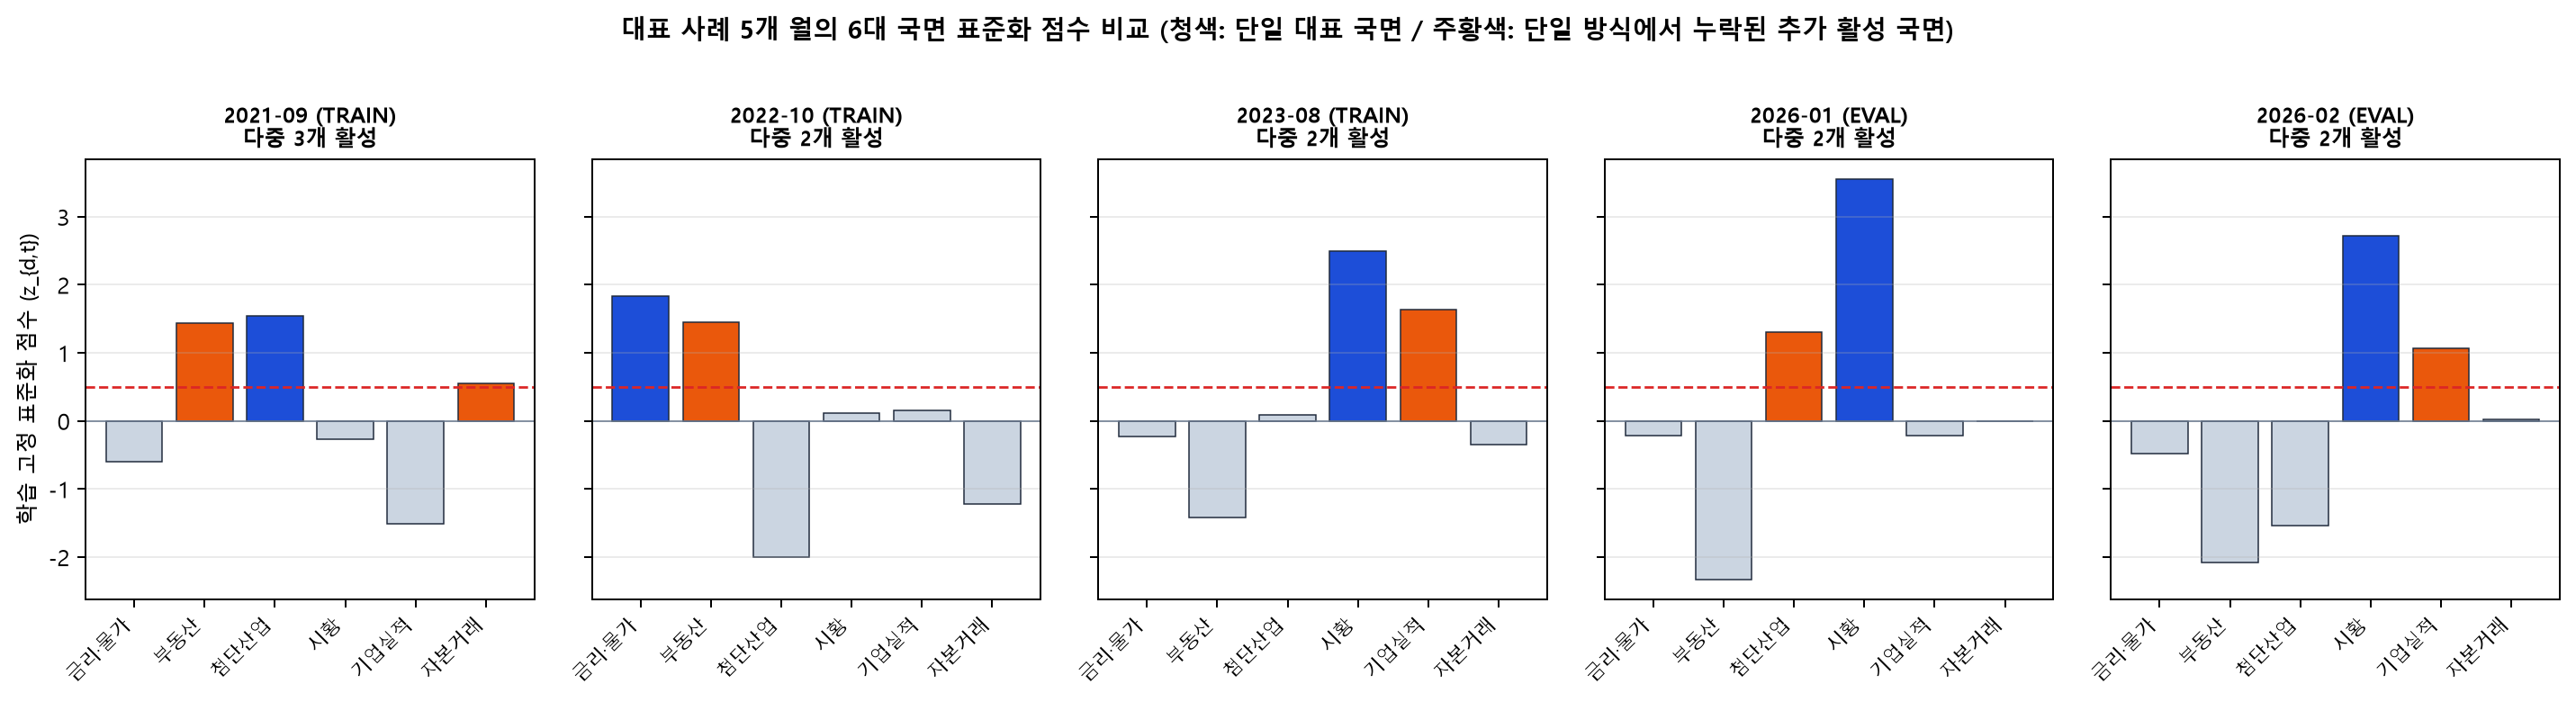 대표 사례 5개 월의 6대 국면 표준화 점수 비교 (청색: 단일 대표 국면 / 주황색: 단일 방식에서 누락된 추가 활성 국면)
학습 고정 표준화 점수 (z_{d,t})
2021-09 (TRAIN)
다중 3개 활성
3
2
1
0
-1
-2
금리·물가
부동산
첨단산업
시황
기업실적
자본거래
2022-10 (TRAIN)
다중 2개 활성
금리·물가
부동산
첨단산업
시황
기업실적
자본거래
2023-08 (TRAIN)
다중 2개 활성
금리·물가
부동산
첨단산업
시황
기업실적
자본거래
2026-01 (EVAL)
다중 2개 활성
금리·물가
부동산
첨단산업
시황
기업실적
자본거래
2026-02 (EVAL)
다중 2개 활성
금리·물가
부동산
첨단산업
시황
기업실적
자본거래